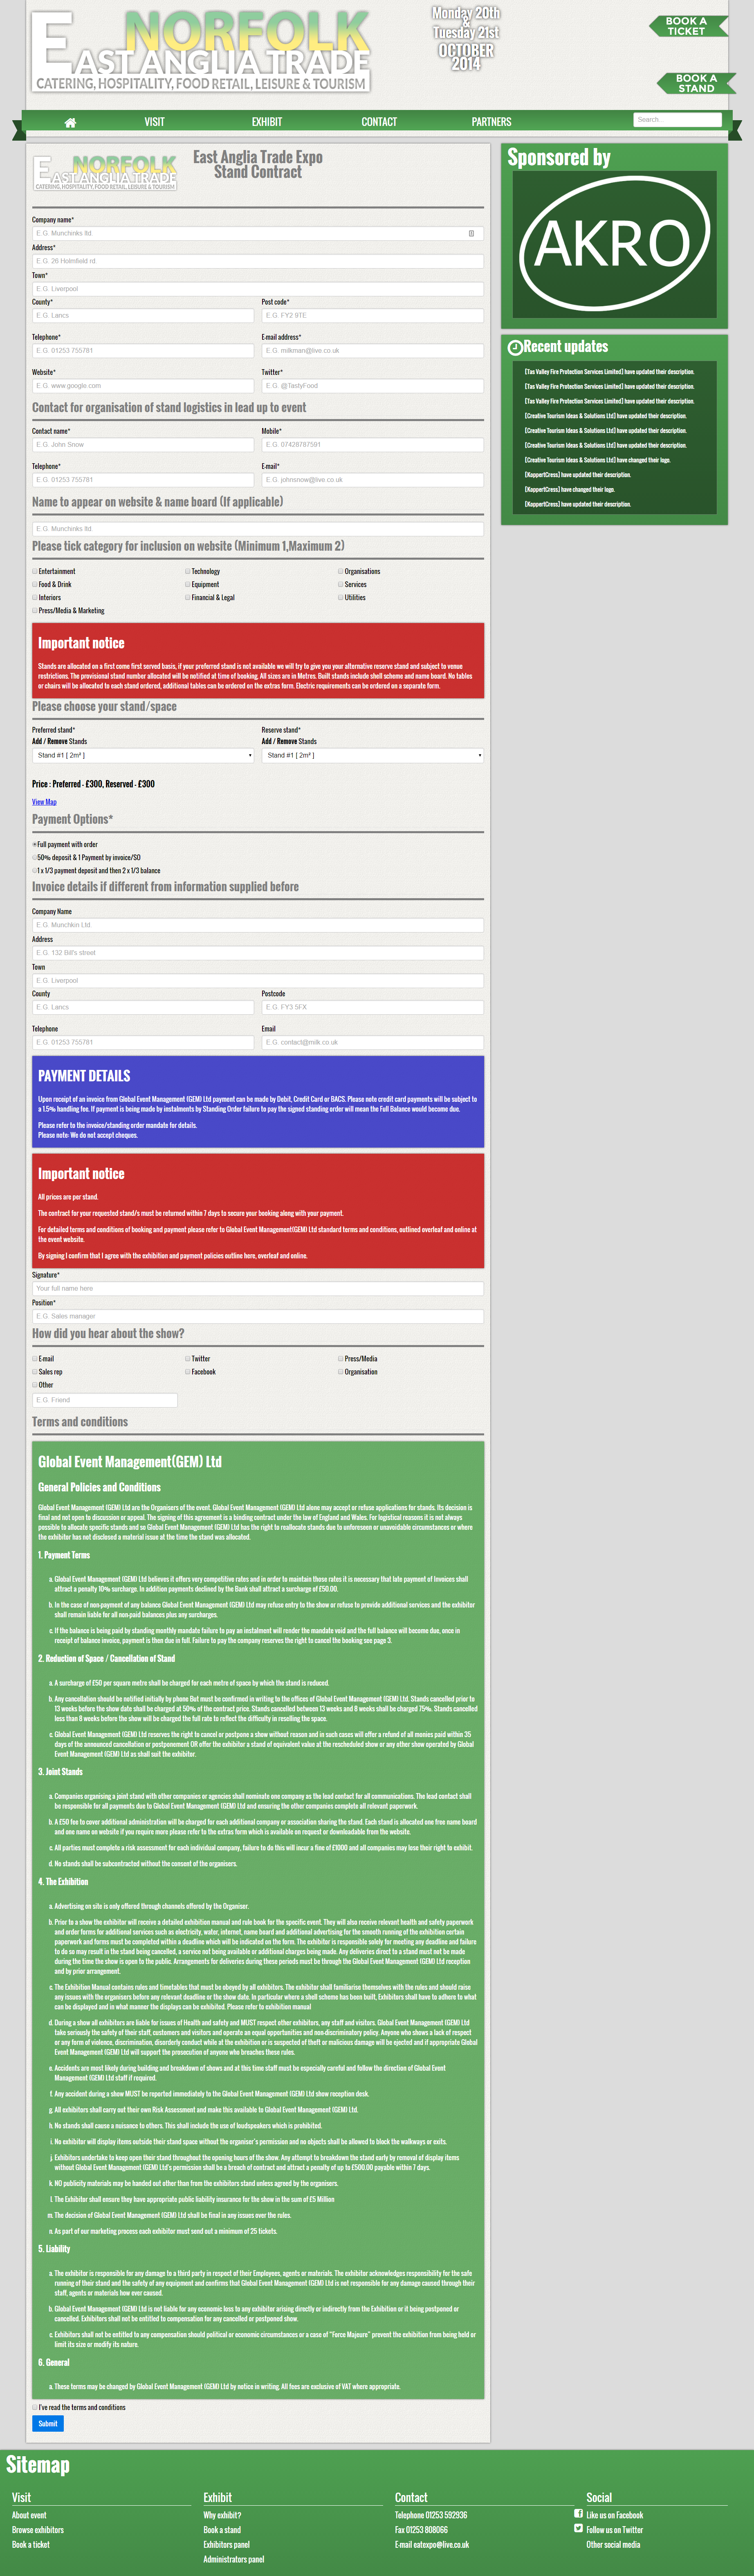 NORFOLK
EAST ANGLIA TRADE
CATERING, HOSPITALITY, FOOD RETAIL, LEISURE & TOURISM
Monday 20th
&
Tuesday 21st
OCTOBER
2014
BOOK A
TICKET
BOOK A
STAND
VISIT
EXHIBIT
CONTACT
PARTNERS
Search...
NORFOLK
EAST ANGLIA TRADE
CATERING, HOSPITALITY, FOOD RETAIL, LEISURE & TOURISM
East Anglia Trade Expo
Stand Contract
Company name*
E.G. Munchinks ltd
Address*
E.G. 26 Holmfield rd
Town*
E.G. Liverpool
County* Post code*
E.G. Lancs E.G. FY2 9TE
Telephone* E-mail address*
E.G. 01253 755781 E.G. milkman@live.co.uk
Website* Twitter*
E.G. www.google.com E.G. @TastyFood
Contact for organisation of stand logistics in lead up to event
Contact name* Mobile*
E.G. John Snow E.G. 07428787591
Telephone* E-mail*
E.G. 01253 755781 E.G. johnsnow@live.co.uk
Name to appear on website & name board (If applicable)
E.G. Munchinks ltd.
Please tick category for inclusion on website (Minimum 1,Maximum 2)
Entertainment Technology Organisations
Food & Drink Equipment Services
Interiors Financial & Legal Utilities
Press/Media & Marketing
Important notice
Stands are allocated on a first come first served basis, if your preferred stand is not available we will try to give you your alternative reserve stand and subject to venue
restrictions. The provisional stand number allocated will be notified at time of booking. All sizes are in Metres. Built stands include shell scheme and name board. No tables
or chairs will be allocated to each stand ordered, additional tables can be ordered on the extras form. Electric requirements can be ordered on a separate form.
Please choose your stand/space
Preferred stand* Reserve stand*
Add / Remove Stands Add / Remove Stands
Stand #1 [ 2m² ] Stand #1 [ 2m² ]
Price : Preferred - £300, Reserved - £300
View Map
Payment Options*
Full payment with order
50% deposit & 1 Payment by invoice/SO
1 x 1/3 payment deposit and then 2 x 1/3 balance
Invoice details if different from information supplied before
Company Name
E.G. Munchkin Ltd.
Address
E.G. 132 Bill's street
Town
E.G. Liverpool
County Postcode
E.G. Lancs E.G. FY3 5FX
Telephone Email
E.G. 01253 755781 E.G. contact@milk.co.uk
PAYMENT DETAILS
Upon receipt of an invoice from Global Event Management (GEM) Ltd payment can be made by Debit, Credit Card or BACS. Please note credit card payments will be subject to
a 1.5% handling fee. If payment is being made by instalments by Standing Order failure to pay the signed standing order will mean the Full Balance would become due.
Please refer to the invoice/standing order mandate for details.
Please note: We do not accept cheques.
Important notice
All prices are per stand.
The contract for your requested stand/s must be returned within 7 days to secure your booking along with your payment.
For detailed terms and conditions of booking and payment please refer to Global Event Management(GEM) Ltd standard terms and conditions, outlined overleaf and online at
the event website.
By signing I confirm that I agree with the exhibition and payment policies outline here, overleaf and online.
Signature*
Your full name here
Position*
E.G. Sales manager
How did you hear about the show?
E-mail Twitter Press/Media
Sales rep Facebook Organisation
Other
E.G. Friend
Terms and conditions
Global Event Management(GEM) Ltd
General Policies and Conditions
Global Event Management (GEM) Ltd are the Organisers of the event. Global Event Management (GEM) Ltd alone may accept or refuse applications for stands. Its decision is
final and not open to discussion or appeal. The signing of this agreement is a binding contract under the law of England and Wales. For logistical reasons it is not always
possible to allocate specific stands and so Global Event Management (GEM) Ltd has the right to reallocate stands due to unforeseen or unavoidable circumstances or where
the exhibitor has not disclosed a material issue at the time the stand was allocated.
1. Payment Terms
a. Global Event Management (GEM) Ltd believes it offers very competitive rates and in order to maintain those rates it is necessary that late payment of Invoices shall
attract a penalty 10% surcharge. In addition payments declined by the Bank shall attract a surcharge of £50.00.
b. In the case of non-payment of any balance Global Event Management (GEM) Ltd may refuse entry to the show or refuse to provide additional services and the exhibitor
shall remain liable for all non-paid balances plus any surcharges.
c. If the balance is being paid by standing monthly mandate failure to pay an instalment will render the mandate void and the full balance will become due, once in
receipt of balance invoice, payment is then due in full. Failure to pay the company reserves the right to cancel the booking see page 3.
2. Reduction of Space / Cancellation of Stand
a. A surcharge of £50 per square metre shall be charged for each metre of space by which the stand is reduced.
b. Any cancellation should be notified initially by phone But must be confirmed in writing to the offices of Global Event Management (GEM) Ltd. Stands cancelled prior to
13 weeks before the show date shall be charged at 50% of the contract price. Stands cancelled between 13 weeks and 8 weeks shall be charged 75%. Stands cancelled
less than 8 weeks before the show will be charged the full rate to reflect the difficulty in reselling the space.
c. Global Event Management (GEM) Ltd reserves the right to cancel or postpone a show without reason and in such cases will offer a refund of all monies paid within 35
days of the announced cancellation or postponement OR offer the exhibitor a stand of equivalent value at the rescheduled show or any other show operated by Global
Event Management (GEM) Ltd as shall suit the exhibitor.
3. Joint Stands
a. Companies organising a joint stand with other companies or agencies shall nominate one company as the lead contact for all communications. The lead contact shall
be responsible for all payments due to Global Event Management (GEM) Ltd and ensuring the other companies complete all relevant paperwork.
b. A £50 fee to cover additional administration will be charged for each additional company or association sharing the stand. Each stand is allocated one free name board
and one name on website if you require more please refer to the extras form which is available on request or downloadable from the website.
c. All parties must complete a risk assessment for each individual company, failure to do this will incur a fine of £1000 and all companies may lose their right to exhibit.
d. No stands shall be subcontracted without the consent of the organisers.
4. The Exhibition
a. Advertising on site is only offered through channels offered by the Organiser.
b. Prior to a show the exhibitor will receive a detailed exhibition manual and rule book for the specific event. They will also receive relevant health and safety paperwork
and order forms for additional services such as electricity, water, internet, name board and additional advertising for the smooth running of the exhibition certain
paperwork and forms must be completed within a deadline which will be indicated on the form. The exhibitor is responsible solely for meeting any deadline and failure
to do so may result in the stand being cancelled, a service not being available or additional charges being made. Any deliveries direct to a stand must not be made
during the time the show is open to the public. Arrangements for deliveries during these periods must be through the Global Event Management (GEM) Ltd reception
and by prior arrangement.
c. The Exhibition Manual contains rules and timetables that must be obeyed by all exhibitors. The exhibitor shall familiarise themselves with the rules and should raise
any issues with the organisers before any relevant deadline or the show date. In particular where a shell scheme has been built, Exhibitors shall have to adhere to what
can be displayed and in what manner the displays can be exhibited. Please refer to exhibition manual
d. During a show all exhibitors are liable for issues of Health and safety and MUST respect other exhibitors, any staff and visitors. Global Event Management (GEM) Ltd
take seriously the safety of their staff, customers and visitors and operate an equal opportunities and non-discriminatory policy. Anyone who shows a lack of respect
or any form of violence, discrimination, disorderly conduct while at the exhibition or is suspected of theft or malicious damage will be ejected and if appropriate Global
Event Management (GEM) Ltd will support the prosecution of anyone who breaches these rules.
e. Accidents are most likely during building and breakdown of shows and at this time staff must be especially careful and follow the direction of Global Event
Management (GEM) Ltd staff if required.
f. Any accident during a show MUST be reported immediately to the Global Event Management (GEM) Ltd show reception desk.
g. All exhibitors shall carry out their own Risk Assessment and make this available to Global Event Management (GEM) Ltd.
h. No stands shall cause a nuisance to others. This shall include the use of loudspeakers which is prohibited.
i. No exhibitor will display items outside their stand space without the organiser's permission and no objects shall be allowed to block the walkways or exits.
j. Exhibitors undertake to keep open their stand throughout the opening hours of the show. Any attempt to breakdown the stand early by removal of display items
without Global Event Management (GEM) Ltd's permission shall be a breach of contract and attract a penalty of up to £500.00 payable within 7 days.
k. NO publicity materials may be handed out other than from the exhibitors stand unless agreed by the organisers.
l. The Exhibitor shall ensure they have appropriate public liability insurance for the show in the sum of £5 Million
m. The decision of Global Event Management (GEM) Ltd shall be final in any issues over the rules.
n. As part of our marketing process each exhibitor must send out a minimum of 25 tickets.
5. Liability
a. The exhibitor is responsible for any damage to a third party in respect of their Employees, agents or materials. The exhibitor acknowledges responsibility for the safe
running of their stand and the safety of any equipment and confirms that Global Event Management (GEM) Ltd is not responsible for any damage caused through their
staff, agents or materials how ever caused.
b. Global Event Management (GEM) Ltd is not liable for any economic loss to any exhibitor arising directly or indirectly from the Exhibition or it being postponed or
cancelled. Exhibitors shall not be entitled to compensation for any cancelled or postponed show.
c. Exhibitors shall not be entitled to any compensation should political or economic circumstances or a case of "Force Majeure" prevent the exhibition from being held or
limit its size or modify its nature.
6. General
a. These terms may be changed by Global Event Management (GEM) Ltd by notice in writing. All fees are exclusive of VAT where appropriate.
I've read the terms and conditions
Submit
Sponsored by
AKRO
Recent updates
[Tas Valley Fire Protection Services Limited] have updated their description.
[Tas Valley Fire Protection Services Limited] have updated their description.
[Tas Valley Fire Protection Services Limited] have updated their description.
[Creative Tourism Ideas & Solutions Ltd] have updated their description.
[Creative Tourism Ideas & Solutions Ltd] have updated their description.
[Creative Tourism Ideas & Solutions Ltd] have updated their description.
[Creative Tourism Ideas & Solutions Ltd] have changed their logo.
[KoppertCress] have updated their description.
[KoppertCress] have changed their logo.
[KoppertCress] have updated their description.
Sitemap
Visit
About event
Browse exhibitors
Book a ticket
Exhibit
Why exhibit?
Book a stand
Exhibitors panel
Administrators panel
Contact
Telephone 01253 592936
Fax 01253 808066
E-mail eatexpo@live.co.uk
Social
Like us on Facebook
Follow us on Twitter
Other social media